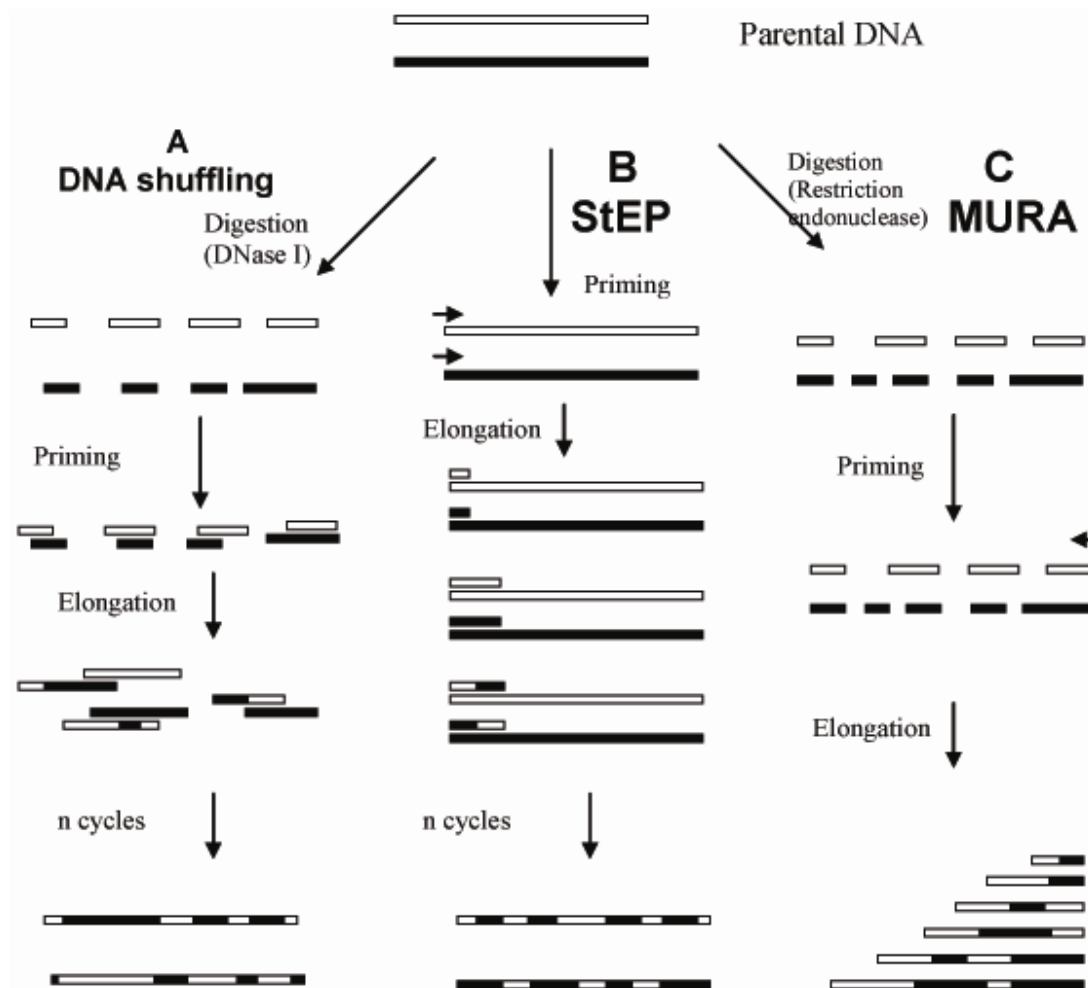 Parental DNA
A
DNA shuffling
Digestion
(DNase I)
Priming
Elongation
n cycles
B
StEP
Priming
Elongation
n cycles
Digestion
(Restriction
endonuclease)
C
MURA
Priming
Elongation